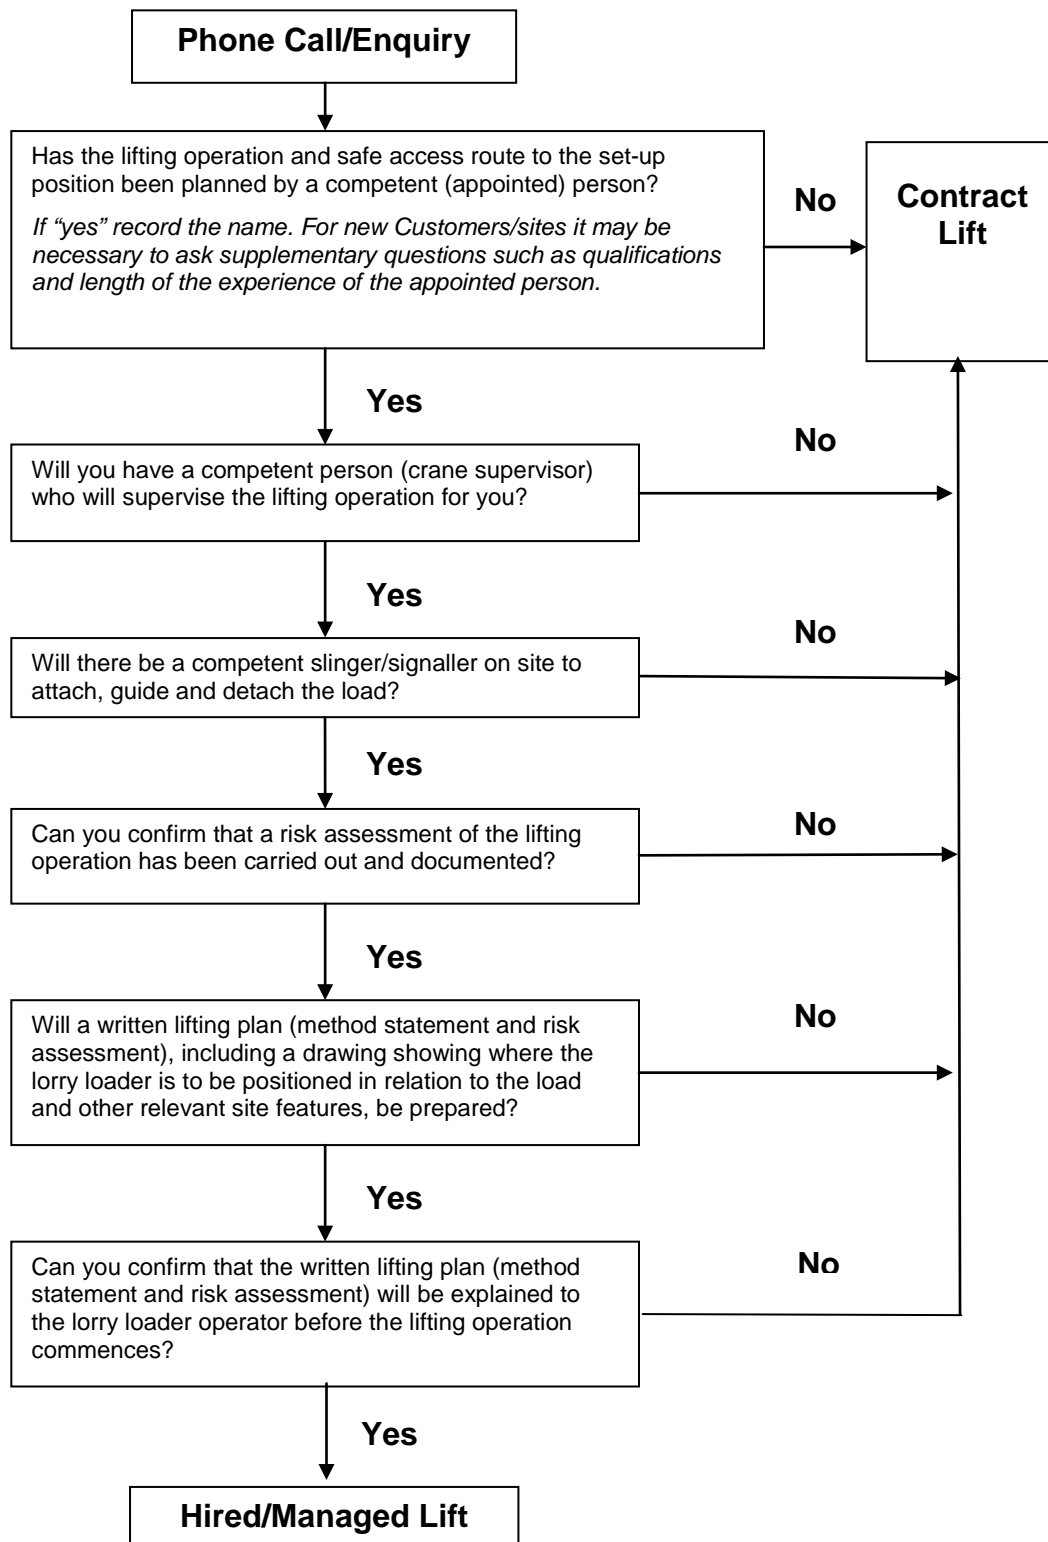 Phone Call/Enquiry
Has the lifting operation and safe access route to the set-up
position been planned by a competent (appointed) person?
If “yes” record the name. For new Customers/sites it may be
necessary to ask supplementary questions such as qualifications
and length of the experience of the appointed person.
No
Contract
Lift
Yes
Will you have a competent person (crane supervisor)
who will supervise the lifting operation for you?
No
Yes
Will there be a competent slinger/signaller on site to
attach, guide and detach the load?
No
Yes
Can you confirm that a risk assessment of the lifting
operation has been carried out and documented?
No
Yes
Will a written lifting plan (method statement and risk
assessment), including a drawing showing where the
lorry loader is to be positioned in relation to the load
and other relevant site features, be prepared?
No
Yes
Can you confirm that the written lifting plan (method
statement and risk assessment) will be explained to
the lorry loader operator before the lifting operation
commences?
No
Yes
Hired/Managed Lift